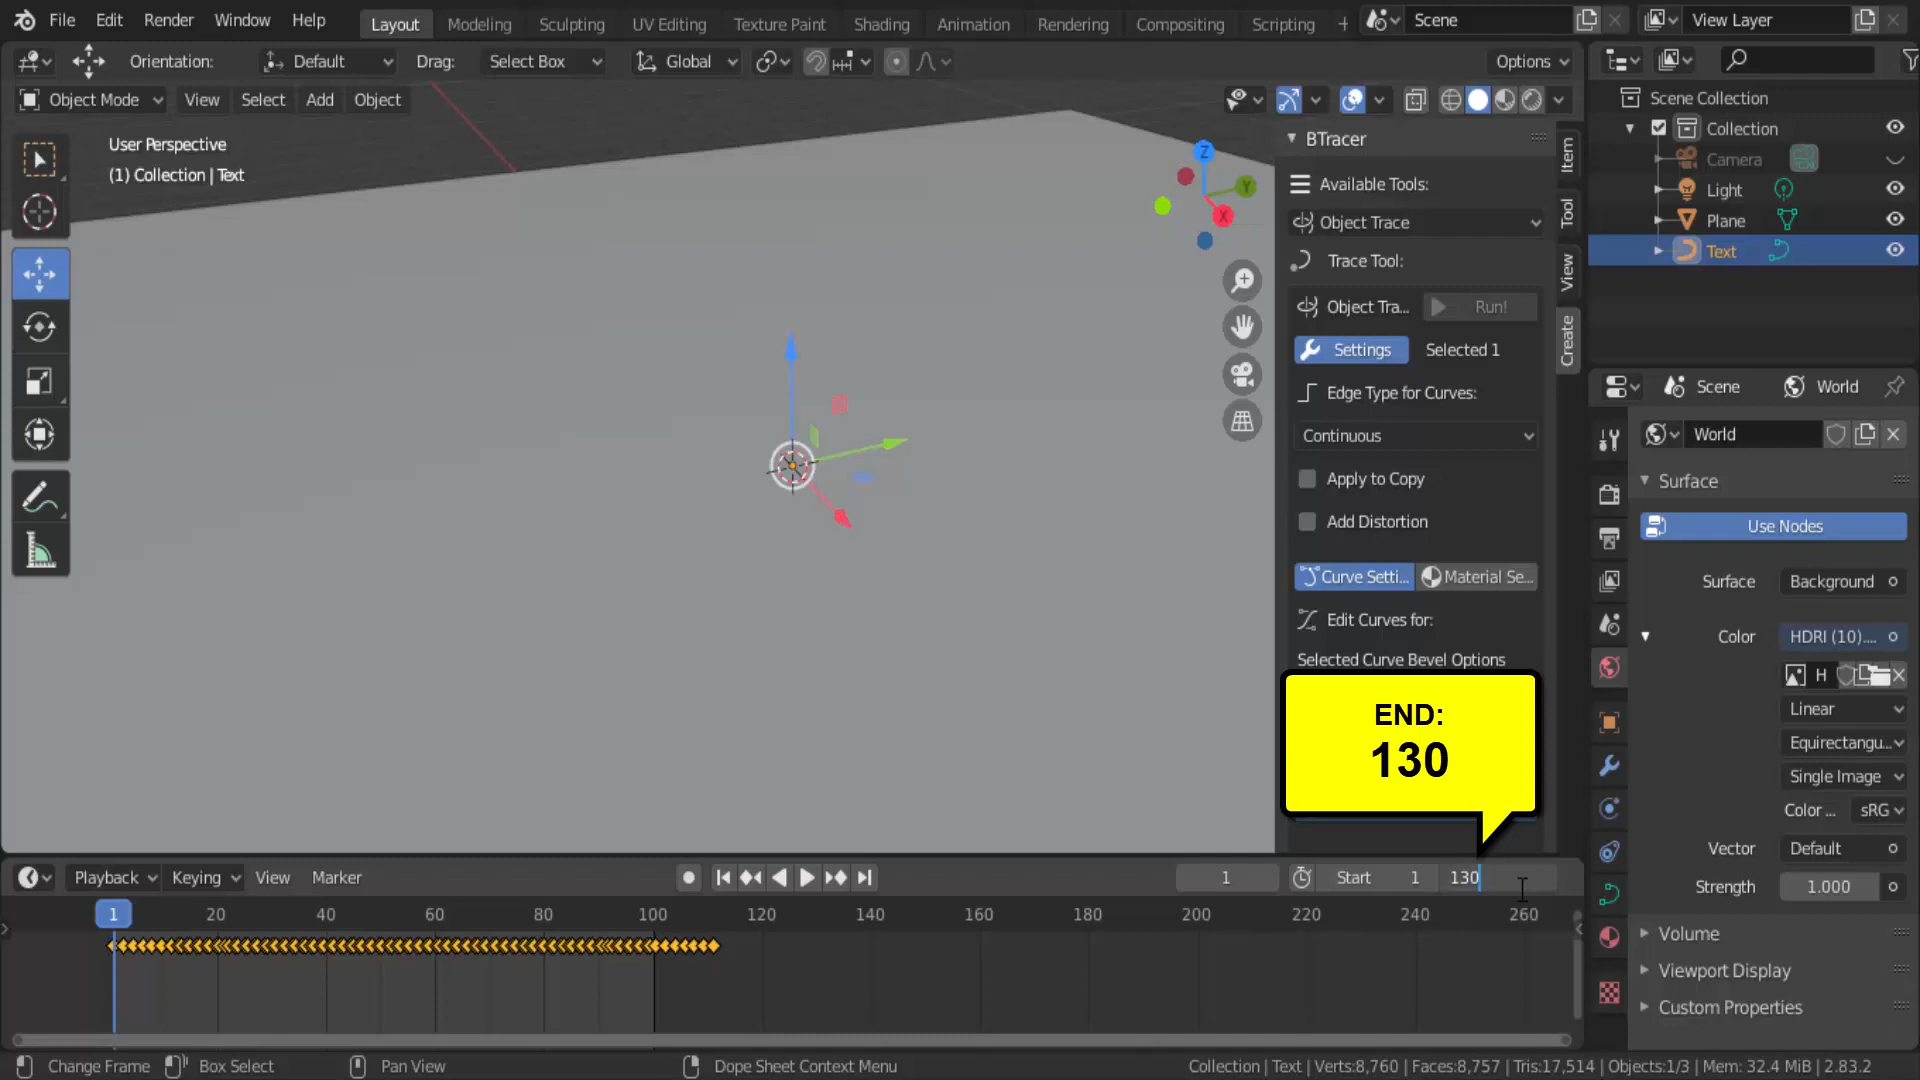 File Edit Render Window Help Layout Modeling Sculpting UV Editing Texture Paint Shading Animation Rendering Compositing Scripting + Scene View Layer
Orientation: Default Drag: Select Box Global Options
Object Mode View Select Add Object
User Perspective
(1) Collection | Text
Z
Y
X
BTracer
Available Tools:
Object Trace
Trace Tool:
Object Tra... Run!
Settings Selected 1
Edge Type for Curves:
Continuous
Apply to Copy
Add Distortion
Curve Setti... Material Se...
Edit Curves for:
Selected Curve Bevel Options
END:
130
Item
Tool
View
Create
Scene Collection
Collection
Camera
Light
Plane
Text
Scene World
World
Surface
Use Nodes
Surface Background
Color HDRI (10)....
H
Linear
Equirectangu...
Single Image
Color ... sRG
Vector Default
Strength 1.000
Volume
Viewport Display
Custom Properties
Playback Keying View Marker 1 Start 1 130
1 20 40 60 80 100 120 140 160 180 200 220 240 260
Change Frame Box Select Pan View Dope Sheet Context Menu Collection | Text | Verts:8,760 | Faces:8,757 | Tris:17,514 | Objects:1/3 | Mem: 32.4 MiB | 2.83.2